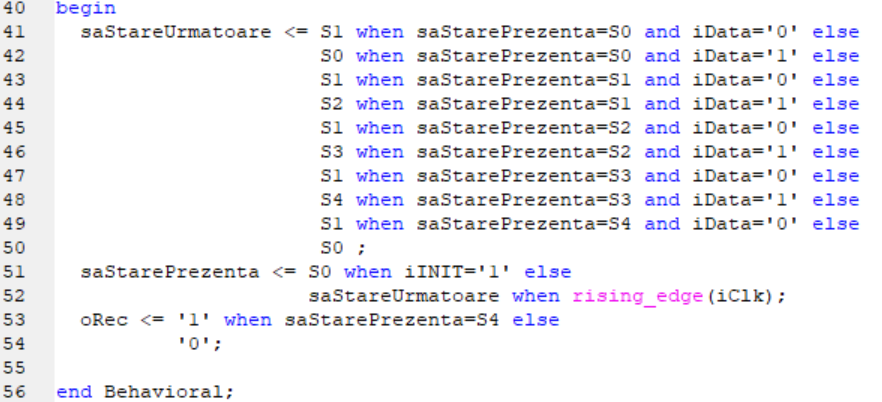 40 begin
41 saStareUrmatoare <= S1 when saStarePrezenta=S0 and iData='0' else
42 S0 when saStarePrezenta=S0 and iData='1' else
43 S1 when saStarePrezenta=S1 and iData='0' else
44 S2 when saStarePrezenta=S1 and iData='1' else
45 S1 when saStarePrezenta=S2 and iData='0' else
46 S3 when saStarePrezenta=S2 and iData='1' else
47 S1 when saStarePrezenta=S3 and iData='0' else
48 S4 when saStarePrezenta=S3 and iData='1' else
49 S1 when saStarePrezenta=S4 and iData='0' else
50 S0 ;
51 saStarePrezenta <= S0 when iINIT='1' else
52 saStareUrmatoare when rising_edge(iClk);
53 oRec <= '1' when saStarePrezenta=S4 else
54 '0';
55
56 end Behavioral;